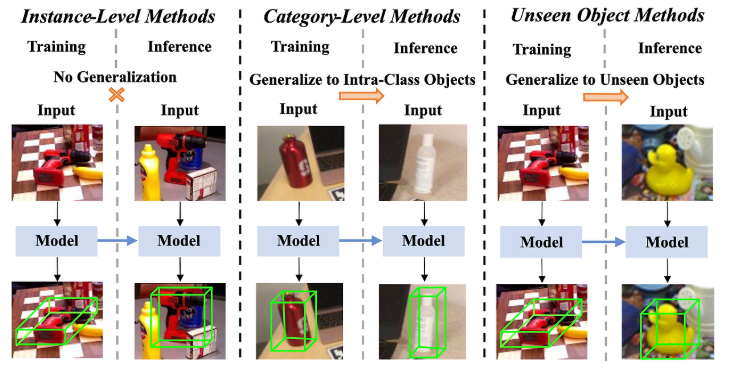 Instance-Level Methods
Training
Inference
No Generalization
Input
Input
Model
Model
Category-Level Methods
Training
Inference
Generalize to Intra-Class Objects
Input
Input
Model
Model
Unseen Object Methods
Training
Inference
Generalize to Unseen Objects
Input
Input
Model
Model